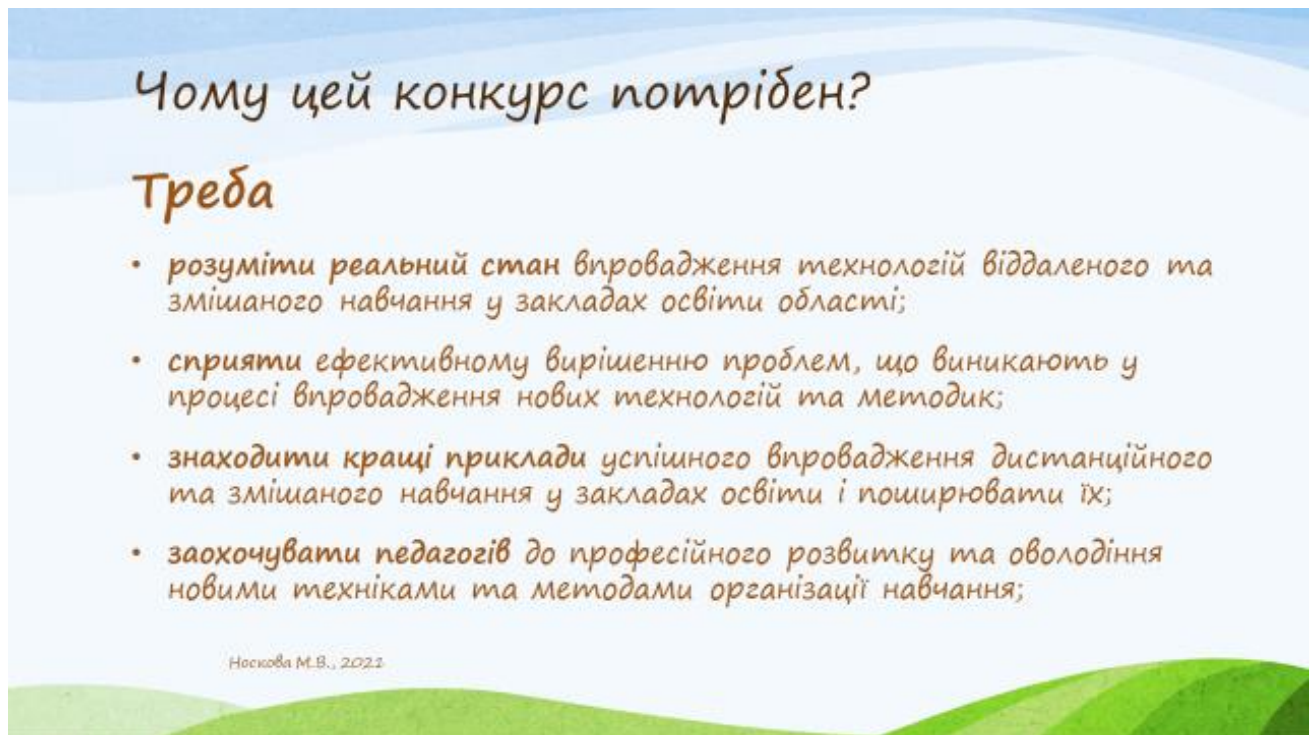 Чому цей конкурс потрібен?
Треба
• розуміти реальний стан впровадження технологій віддаленого та
змішаного навчання у закладах освіти області;
• сприяти ефективному вирішенню проблем, що виникають у
процесі впровадження нових технологій та методик;
• знаходити кращі приклади успішного впровадження дистанційного
та змішаного навчання у закладах освіти і поширювати їх;
• заохочувати педагогів до професійного розвитку та оволодіння
новими техніками та методами організації навчання;
Носкова М.В., 2021